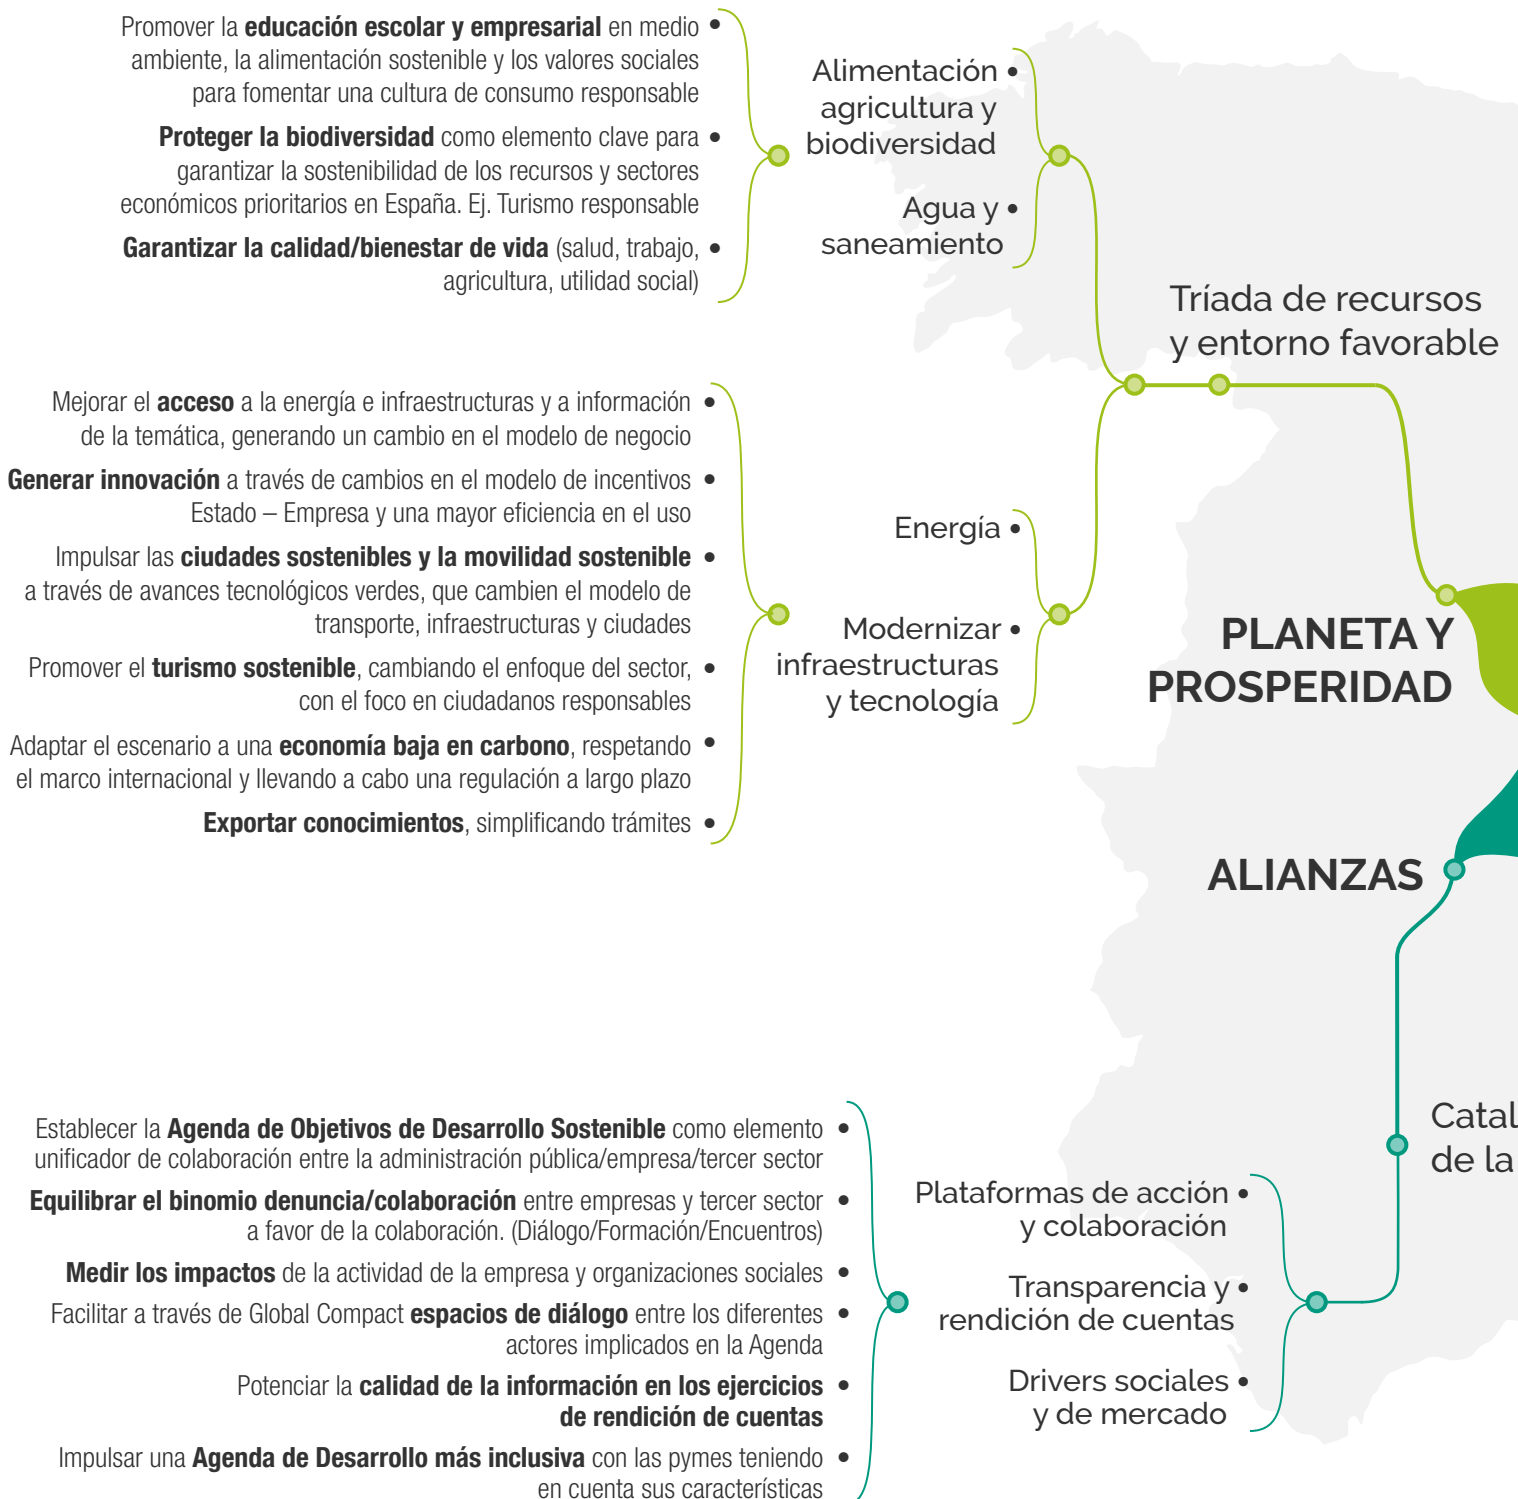 Promover la educación escolar y empresarial en medio •
ambiente, la alimentación sostenible y los valores sociales
para fomentar una cultura de consumo responsable
Proteger la biodiversidad como elemento clave para •
garantizar la sostenibilidad de los recursos y sectores
económicos prioritarios en España. Ej. Turismo responsable
Garantizar la calidad/bienestar de vida (salud, trabajo, •
agricultura, utilidad social)
Alimentación •
agricultura y
biodiversidad
Agua y •
saneamiento
Tríada de recursos
y entorno favorable
Mejorar el acceso a la energía e infraestructuras y a información •
de la temática, generando un cambio en el modelo de negocio
Generar innovación a través de cambios en el modelo de incentivos •
Estado – Empresa y una mayor eficiencia en el uso
Impulsar las ciudades sostenibles y la movilidad sostenible •
a través de avances tecnológicos verdes, que cambien el modelo de
transporte, infraestructuras y ciudades
Promover el turismo sostenible, cambiando el enfoque del sector, •
con el foco en ciudadanos responsables
Adaptar el escenario a una economía baja en carbono, respetando •
el marco internacional y llevando a cabo una regulación a largo plazo
Exportar conocimientos, simplificando trámites •
Energía •
Modernizar •
infraestructuras
y tecnología
PLANETA Y
PROSPERIDAD
ALIANZAS
Catal
de la
Establecer la Agenda de Objetivos de Desarrollo Sostenible como elemento •
unificador de colaboración entre la administración pública/empresa/tercer sector
Equilibrar el binomio denuncia/colaboración entre empresas y tercer sector •
a favor de la colaboración. (Diálogo/Formación/Encuentros)
Medir los impactos de la actividad de la empresa y organizaciones sociales •
Facilitar a través de Global Compact espacios de diálogo entre los diferentes •
actores implicados en la Agenda
Potenciar la calidad de la información en los ejercicios •
de rendición de cuentas
Impulsar una Agenda de Desarrollo más inclusiva con las pymes teniendo •
en cuenta sus características
Plataformas de acción •
y colaboración
Transparencia y •
rendición de cuentas
Drivers sociales •
y de mercado